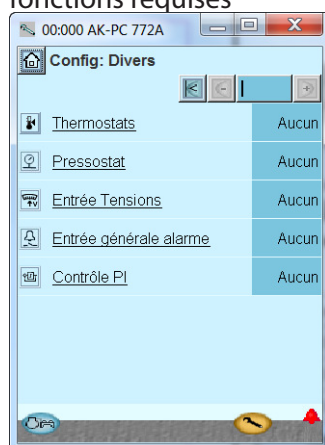 fonctions requises
00:000 AK-PC 772A
Config: Divers
Thermostats Aucun
Pressostat Aucun
Entrée Tensions Aucun
Entrée générale alarme Aucun
Contrôle PI Aucun